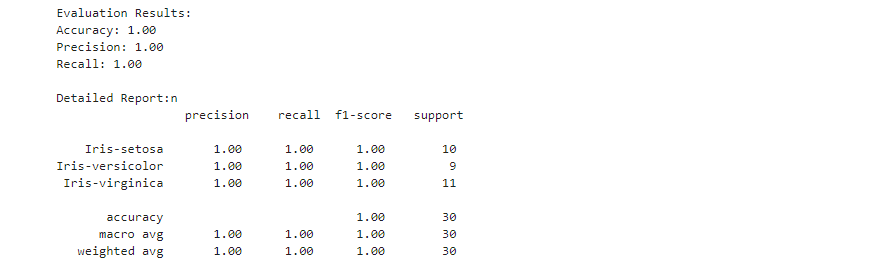 Evaluation Results:
Accuracy: 1.00
Precision: 1.00
Recall: 1.00
Detailed Report:n
precision recall f1-score support
Iris-setosa 1.00 1.00 1.00 10
Iris-versicolor 1.00 1.00 1.00 9
Iris-virginica 1.00 1.00 1.00 11
accuracy 1.00 30
macro avg 1.00 1.00 1.00 30
weighted avg 1.00 1.00 1.00 30